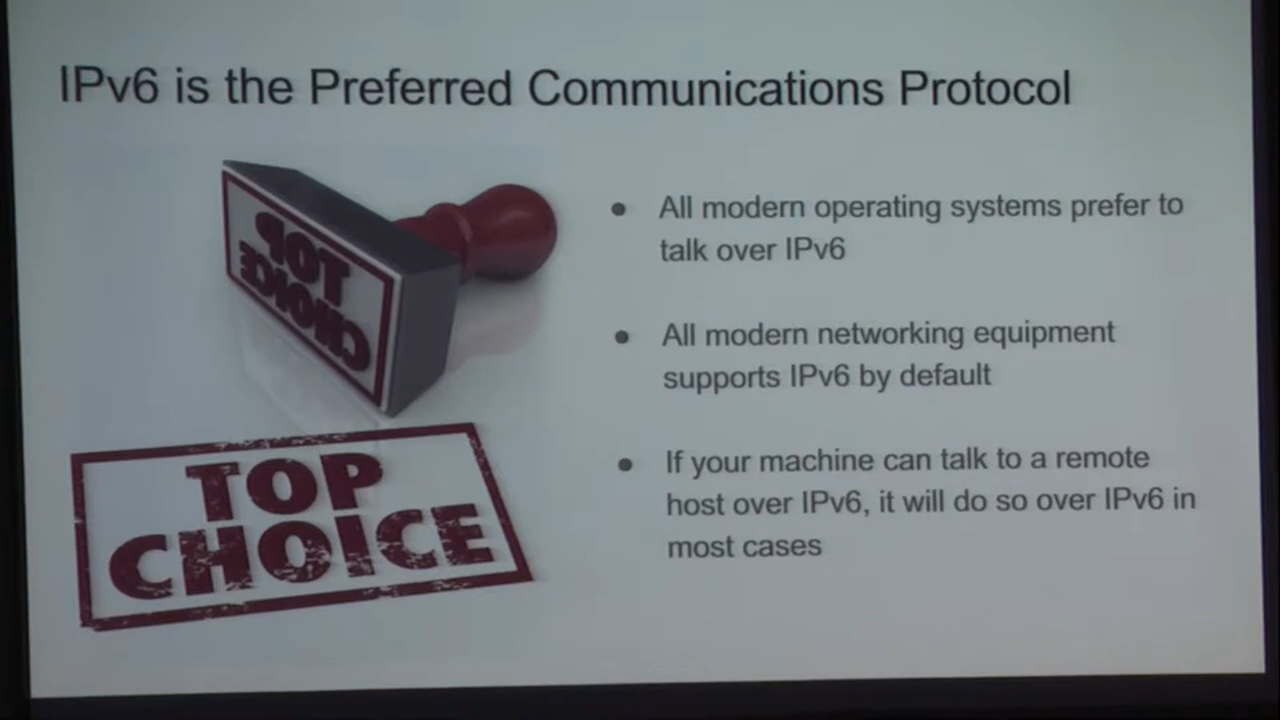 IPv6 is the Preferred Communications Protocol
TOP
CHOICE
TOP
CHOICE
• All modern operating systems prefer to
talk over IPv6
• All modern networking equipment
supports IPv6 by default
• If your machine can talk to a remote
host over IPv6, it will do so over IPv6 in
most cases